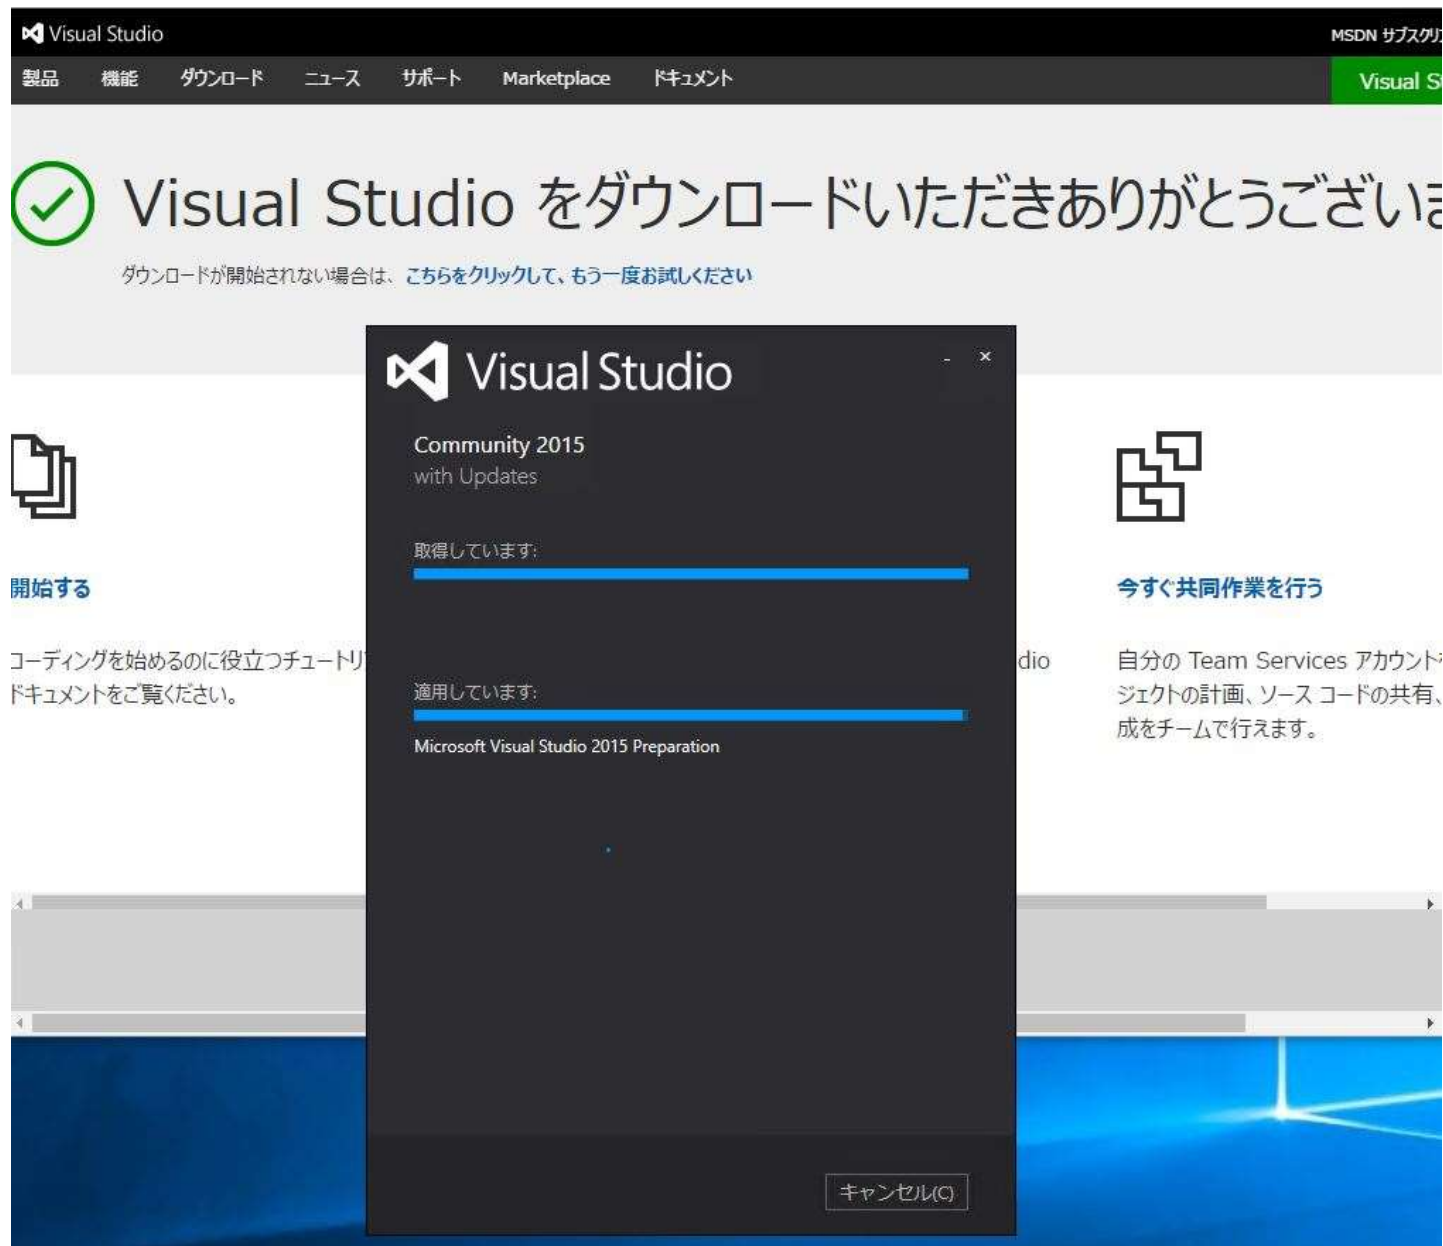 Visual Studio
MSDN サブスクリ
製品 機能 ダウンロード ニュース サポート Marketplace ドキュメント
Visual S
Visual Studio をダウンロードいただきありがとうござい
ダウンロードが開始されない場合は、こちらをクリックして、もう一度お試しください
Visual Studio
Community 2015
with Updates
取得しています:
適用しています:
Microsoft Visual Studio 2015 Preparation
キャンセル(C)
開始する
コーディングを始めるのに役立つチュートリ
ドキュメントをご覧ください。
dio
今すぐ共同作業を行う
自分の Team Services アカウント
ジェクトの計画、ソース コードの共有、
成をチームで行えます。